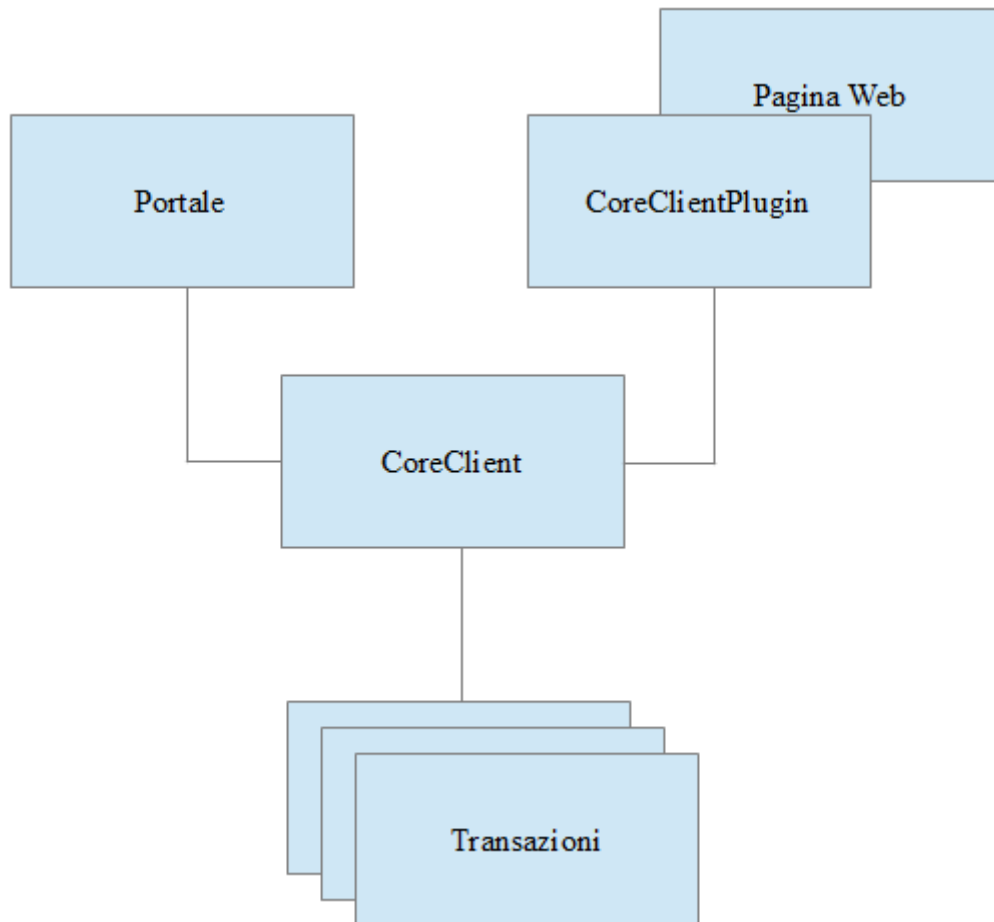 Pagina Web
Portale
CoreClientPlugin
CoreClient
Transazioni